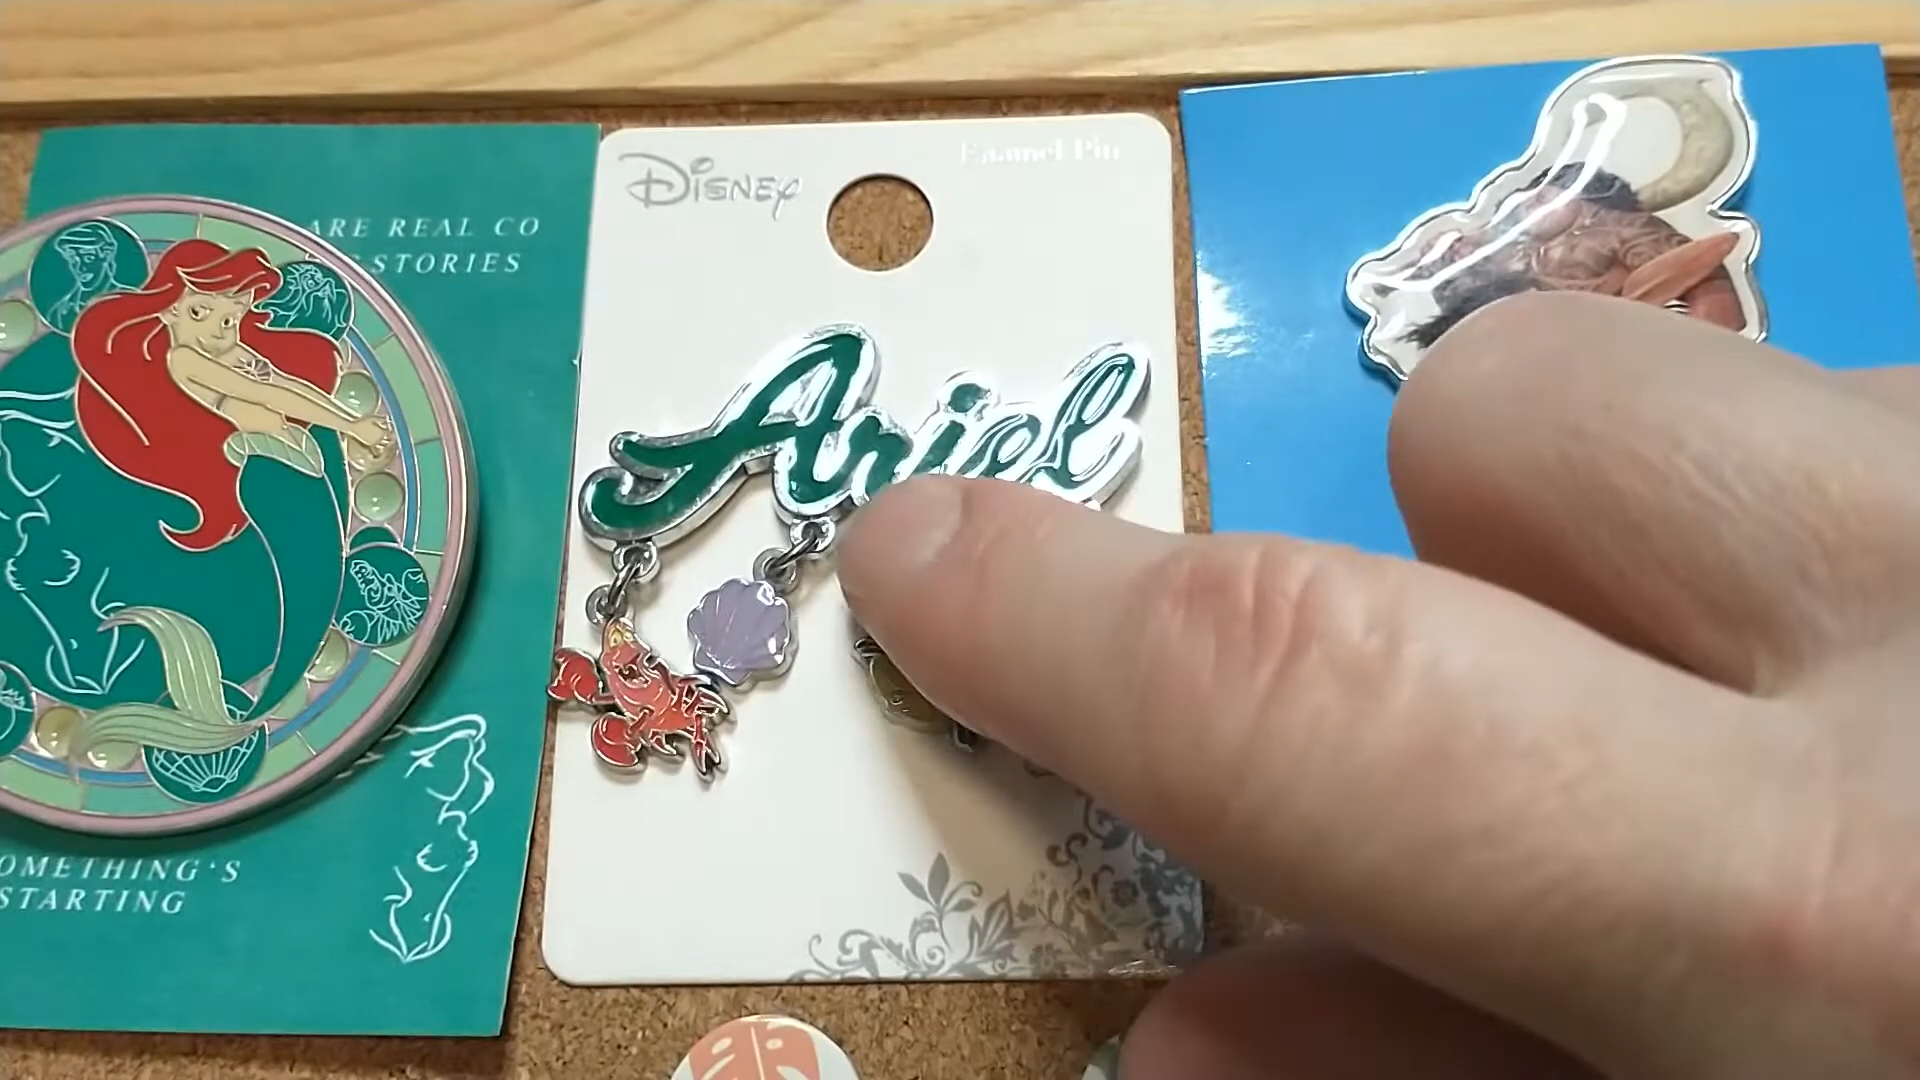 ARE REAL CO
STORIES
OMETHING'S
STARTING
Disney
Enamel Pin
Ariel